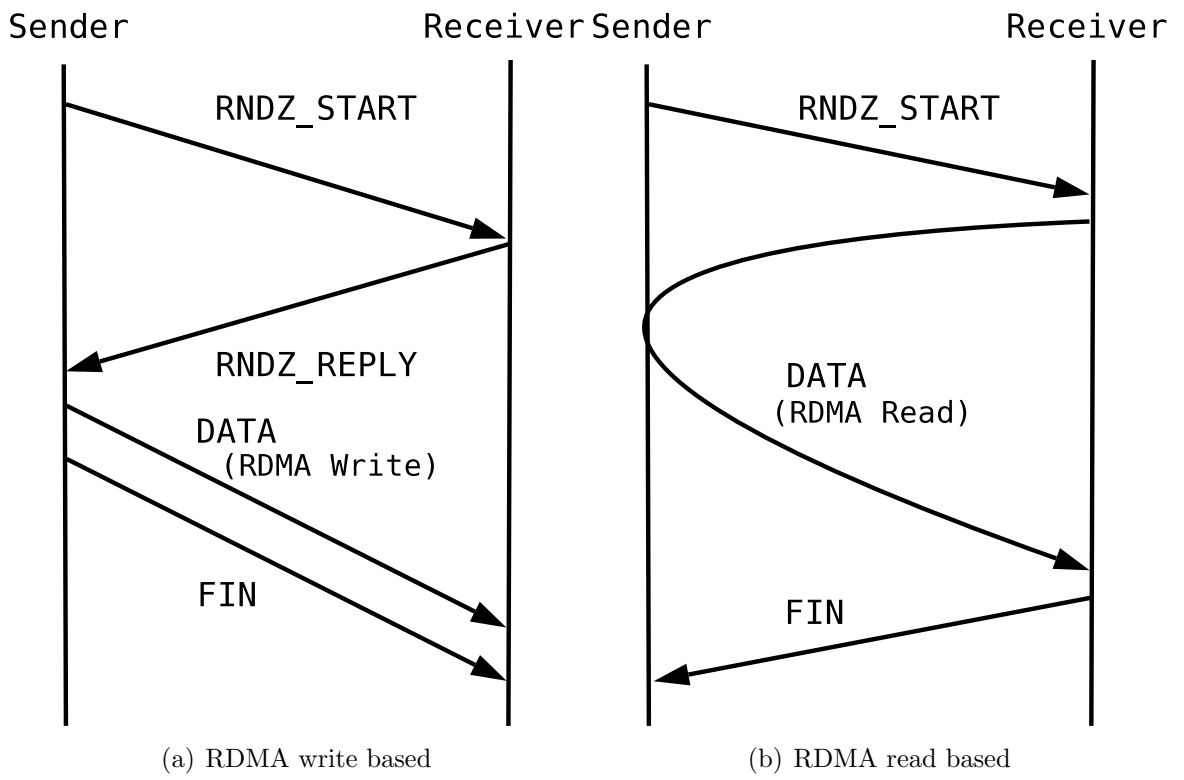 Sender
Receiver
RNDZ_START
RNDZ_REPLY
DATA
(RDMA Write)
FIN
(a) RDMA write based
Sender
Receiver
RNDZ_START
DATA
(RDMA Read)
FIN
(b) RDMA read based